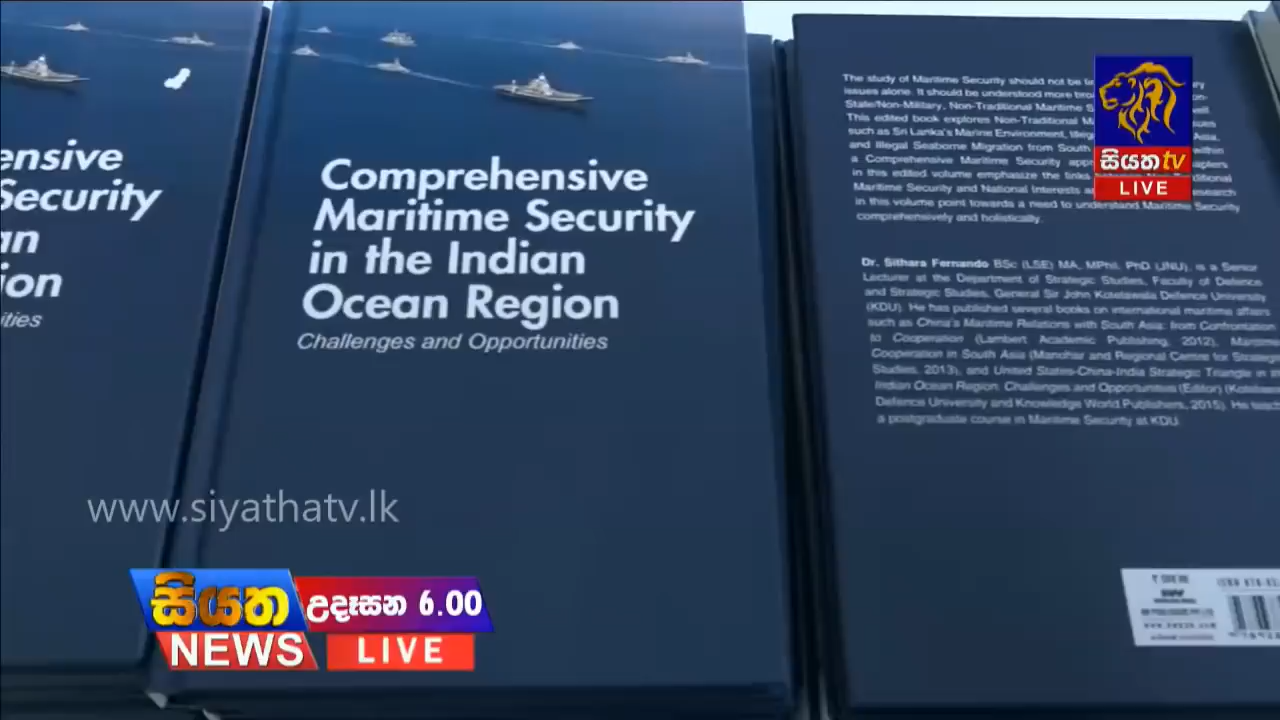 ensive
Security
an
ion
ities
Comprehensive
Maritime Security
in the Indian
Ocean Region
Challenges and Opportunities
The study of Maritime Security should not be
issues alone. It should be understood more
State/Non-Military, Non-Traditional Maritime
This edited book explores Non-Traditional
such as Sri Lanka's Marine Environment, Asia,
and Illegal Seaborne Migration from South within
a Comprehensive Maritime Security
in this edited volume emphasize the links
Maritime Security and National Interests
in this volume point towards a need to understand Maritime Security
comprehensively and holistically.
Dr. Sithara Fernando BSc (LSE) MA, MPhil, PhD (JNU), is a Senior
Lecturer at the Department of Strategic Studies, Faculty of Defence
and Strategic Studies, General Sir John Kotelawala Defence University
(KDU). He has published several books on international maritime affairs
such as China's Maritime Relations with South Asia: from Confrontation
to Cooperation (Lambert Academic Publishing, 2012), Maritime
Cooperation in South Asia (Manohar and Regional Centre for Strategic
Studies, 2013), and United States-China-India Strategic Triangle in the
Indian Ocean Region: Challenges and Opportunities (Editor) (Kotelawala
Defence University and Knowledge World Publishers, 2015). He
a postgraduate course in Maritime Security at KDU.
සියත tv
LIVE
www.siyathatv.lk
සියත
උදෑසන 6.00
NEWS
LIVE